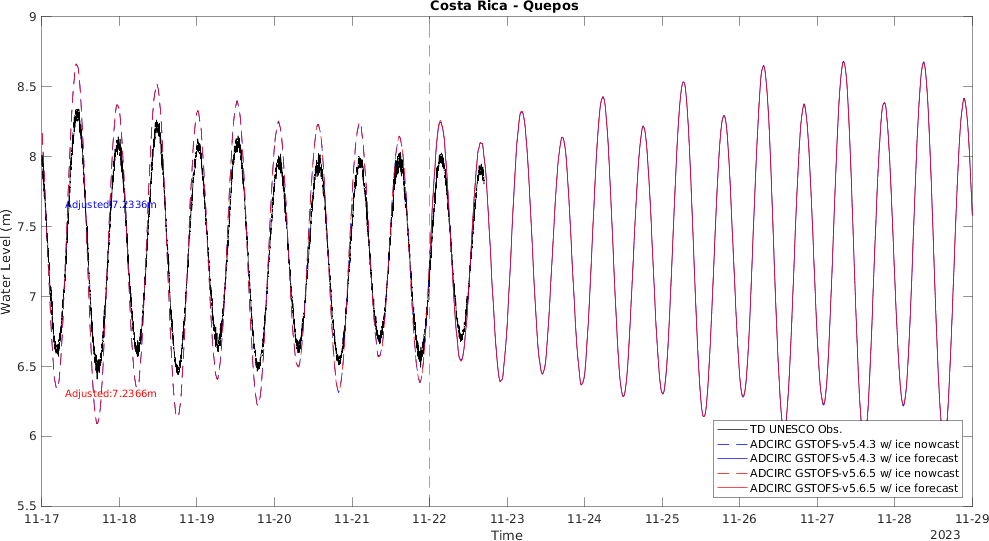 Costa Rica - Quepos
9
8.5
8
7.5
7
6.5
6
5.5
Water Level (m)
Adjusted:7.2336m
Adjusted:7.2366m
TD UNESCO Obs.
ADCIRC GSTOFS-v5.4.3 w/ ice nowcast
ADCIRC GSTOFS-v5.4.3 w/ ice forecast
ADCIRC GSTOFS-v5.6.5 w/ ice nowcast
ADCIRC GSTOFS-v5.6.5 w/ ice forecast
11-17 11-18 11-19 11-20 11-21 11-22 11-23 11-24 11-25 11-26 11-27 11-28 11-29
Time
2023